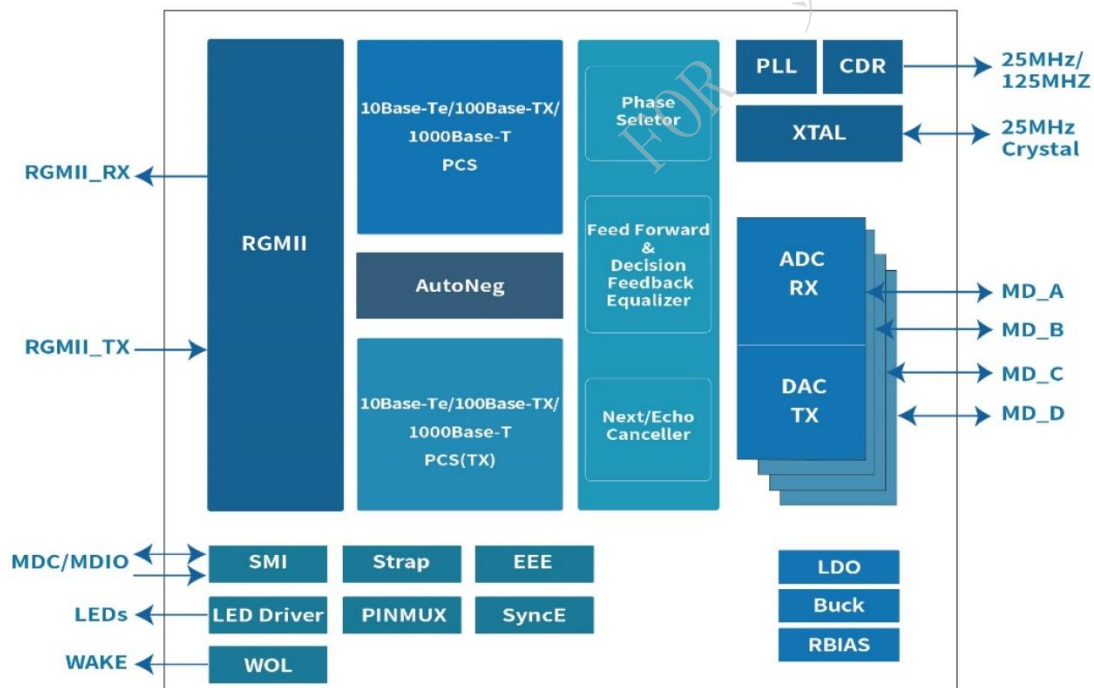 RGMII_RX
RGMII_TX
MDC/MDIO
LEDs
WAKE
RGMII
10Base-Te/100Base-TX/
1000Base-T
PCS
AutoNeg
10Base-Te/100Base-TX/
1000Base-T
PCS(TX)
Phase
Seletor
Feed Forward
&
Decision
Feedback
Equalizer
Next/Echo
Canceller
PLL
CDR
XTAL
25MHz/
125MHZ
25MHz
Crystal
ADC
RX
DAC
TX
MD_A
MD_B
MD_C
MD_D
SMI
Strap
EEE
LED Driver
PINMUX
SyncE
WOL
LDO
Buck
RBIAS
FOR